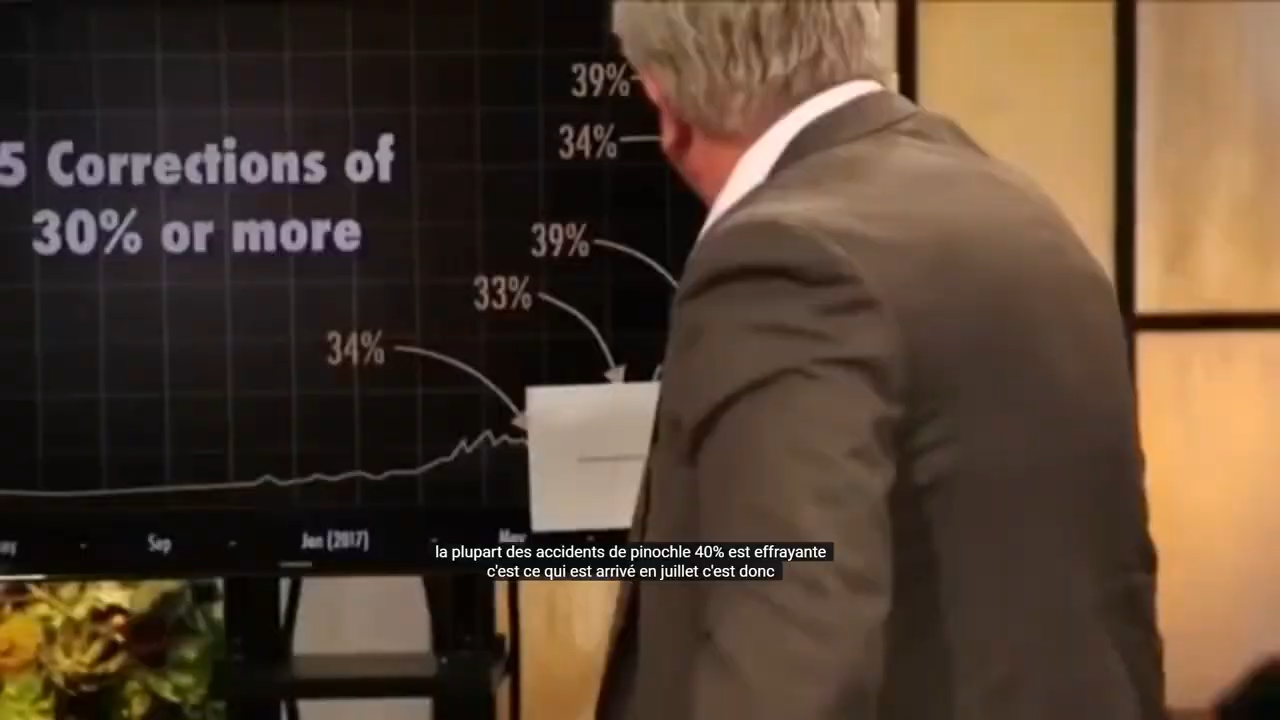 39%
34%
5 Corrections of
30% or more
39%
33%
34%
Sep
Jan (2017)
May
la plupart des accidents de pinochle 40% est effrayante
c'est ce qui est arrivé en juillet c'est donc